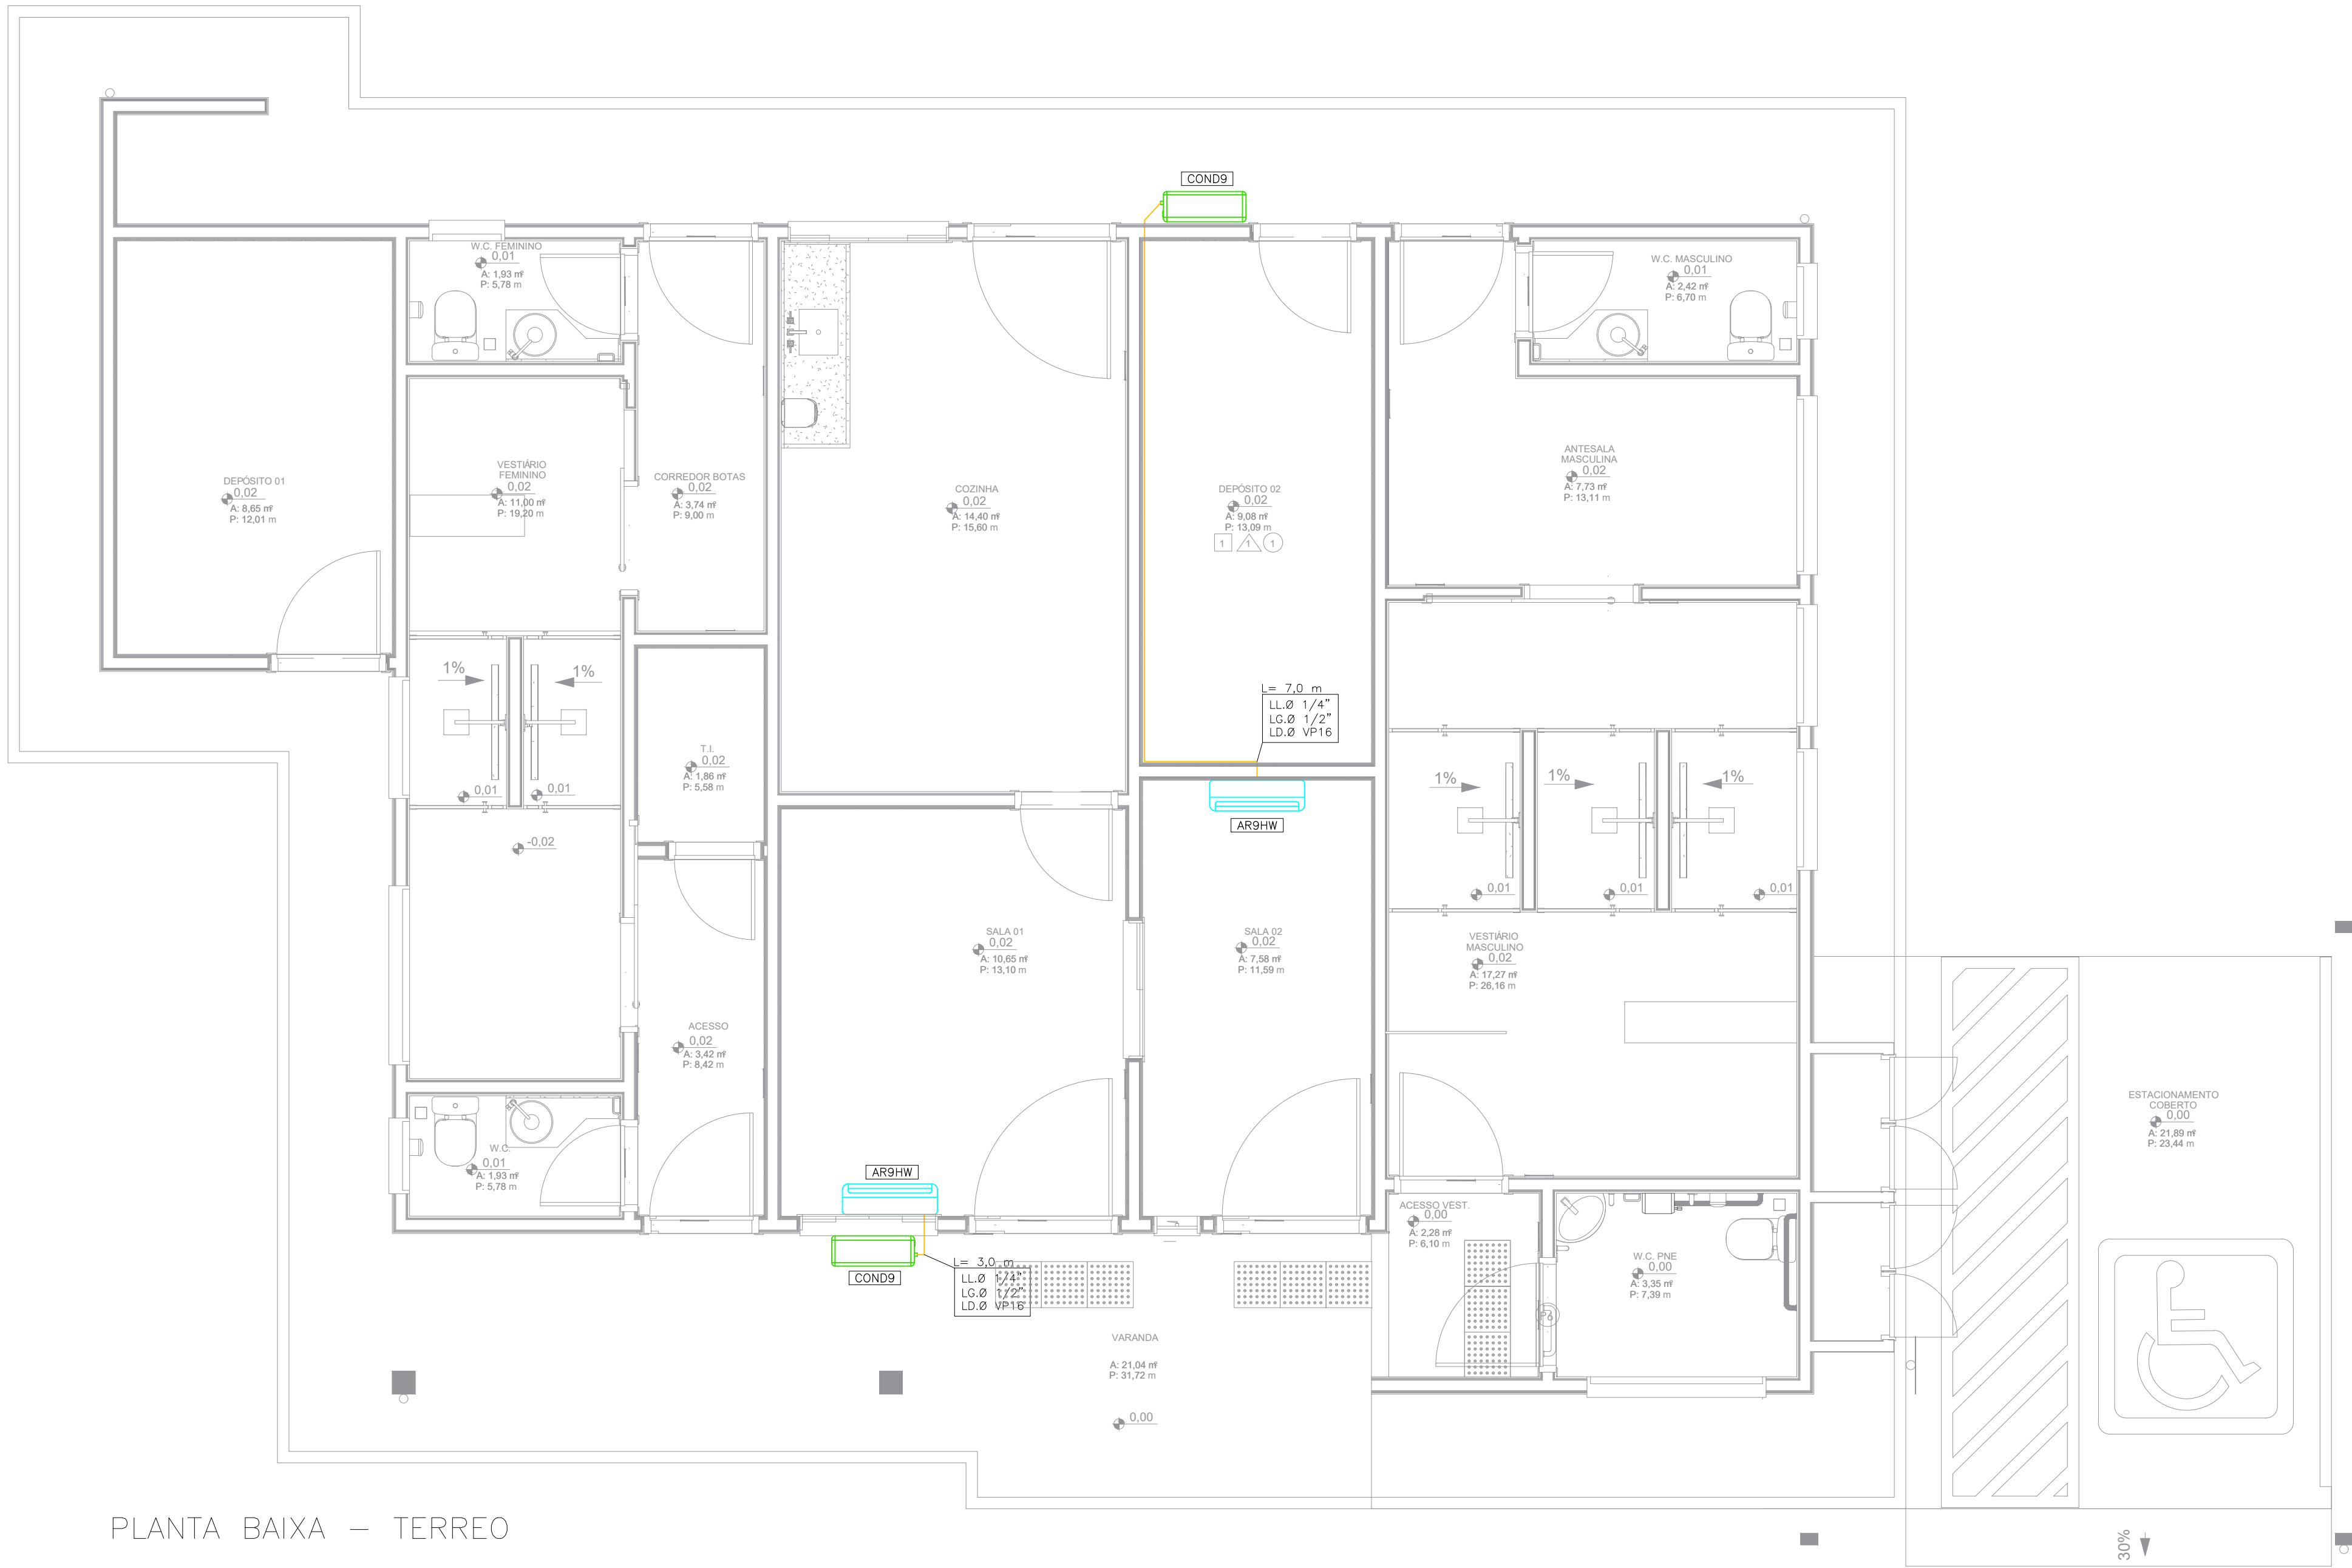 COND9
W.C. FEMININO
0,01
A: 1,93 m²
P: 5,78 m
W.C. MASCULINO
0,01
A: 2,42 m²
P: 6,70 m
DEPÓSITO 01
0,02
A: 8,65 m²
P: 12,01 m
VESTIÁRIO
FEMININO
0,02
A: 11,00 m²
P: 19,20 m
CORREDOR BOTAS
0,02
A: 3,74 m²
P: 9,00 m
COZINHA
0,02
A: 14,40 m²
P: 15,60 m
DEPÓSITO 02
0,02
A: 9,08 m²
P: 13,09 m
1 1 1
ANTESALA
MASCULINA
0,02
A: 7,73 m²
P: 13,11 m
1% 1%
0,01 0,01
-0,02
T.I.
0,02
A: 1,86 m²
P: 5,58 m
L= 7,0 m
LL.Ø 1/4"
LG.Ø 1/2"
LD.Ø VP16
AR9HW
1% 1% 1%
0,01 0,01 0,01
SALA 01
0,02
A: 10,65 m²
P: 13,10 m
SALA 02
0,02
A: 7,58 m²
P: 11,59 m
VESTIÁRIO
MASCULINO
0,02
A: 17,27 m²
P: 26,16 m
ACESSO
0,02
A: 3,42 m²
P: 8,42 m
ESTACIONAMENTO
COBERTO
0,00
A: 21,89 m²
P: 23,44 m
W.C.
0,01
A: 1,93 m²
P: 5,78 m
AR9HW
COND9
L= 3,0 m
LL.Ø 1/4"
LG.Ø 1/2"
LD.Ø VP16
ACESSO VEST.
0,00
A: 2,28 m²
P: 6,10 m
W.C. PNE
0,00
A: 3,35 m²
P: 7,39 m
P6
VARANDA
A: 21,04 m²
P: 31,72 m
0,00
PLANTA BAIXA – TERREO
30%